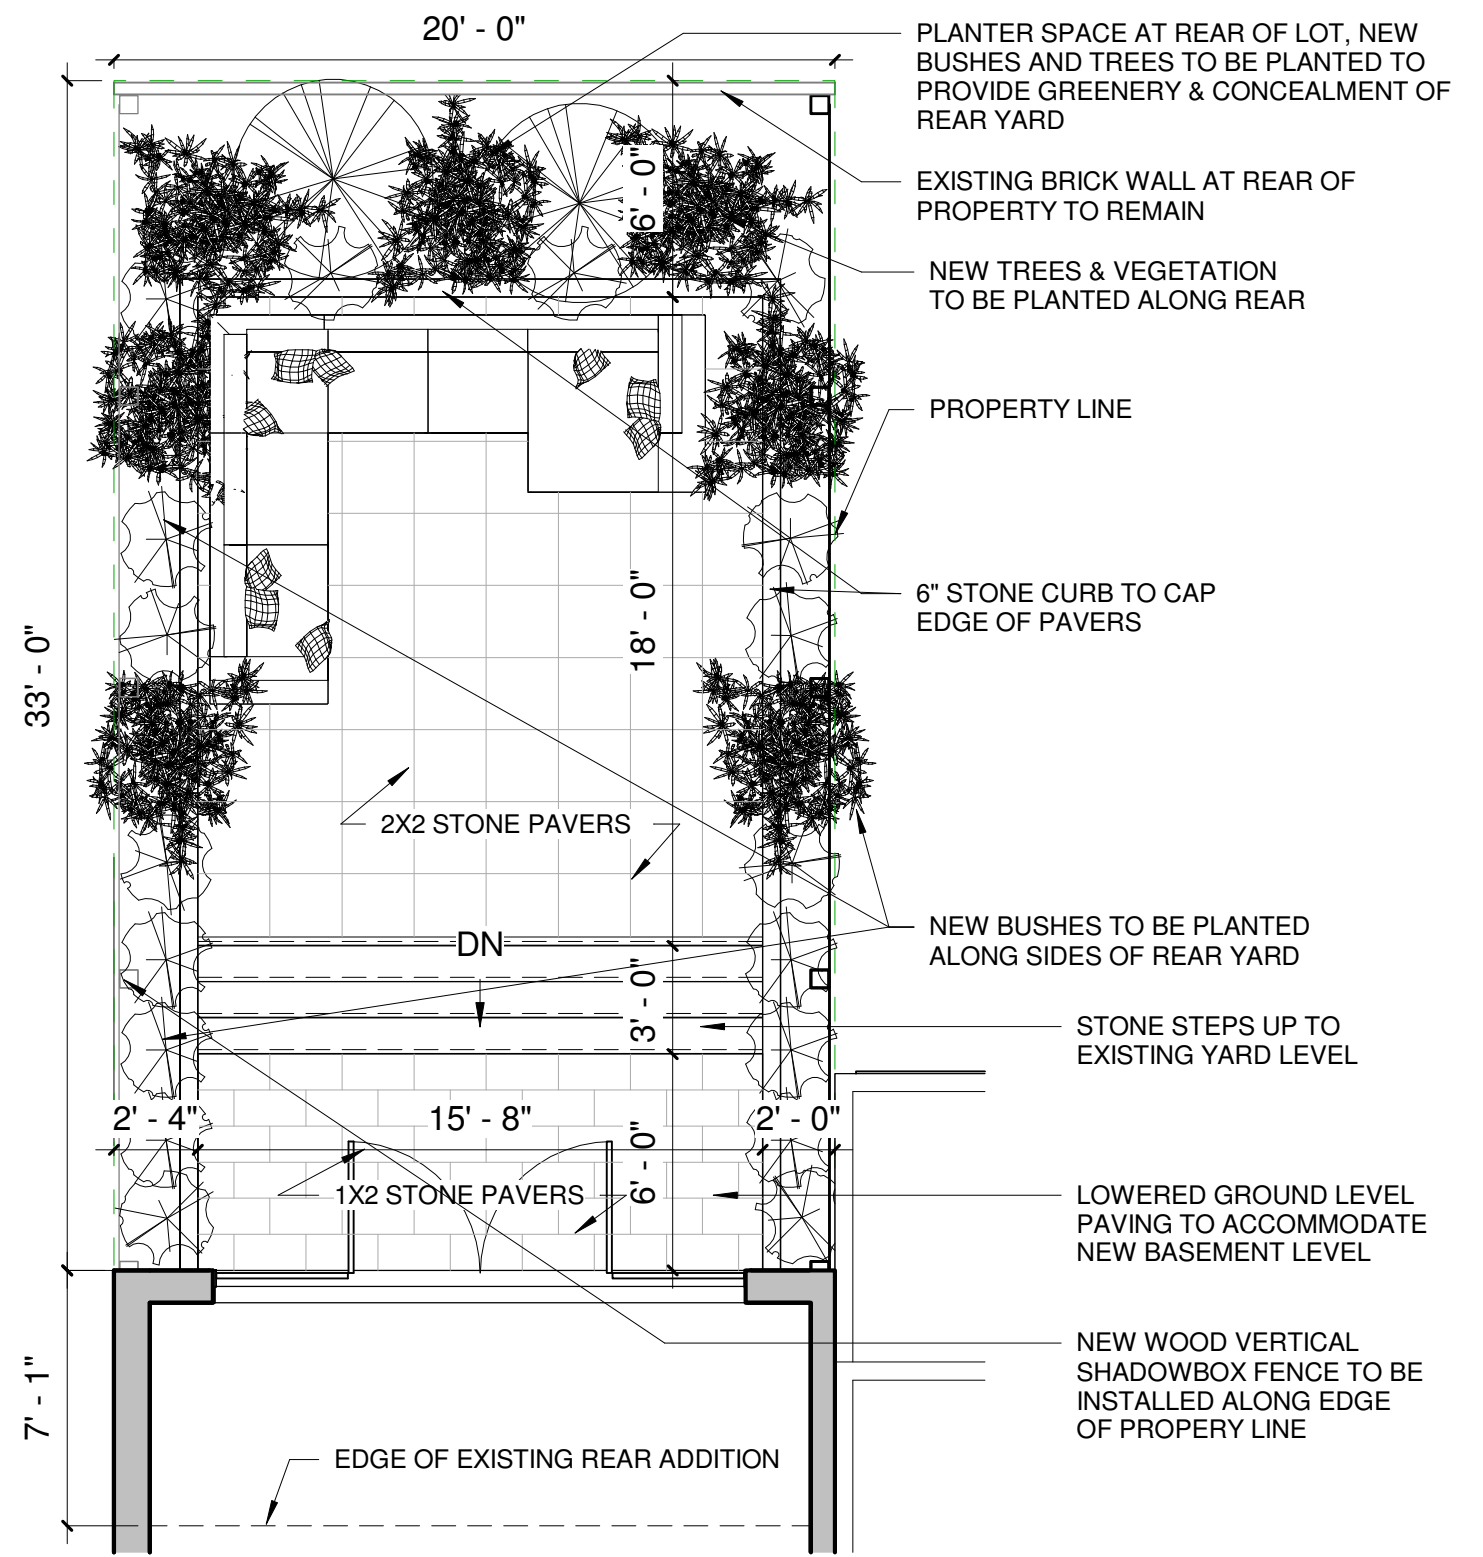 20' - 0"
PLANTER SPACE AT REAR OF LOT, NEW
BUSHES AND TREES TO BE PLANTED TO
PROVIDE GREENERY & CONCEALMENT OF
REAR YARD
6' - 0"
EXISTING BRICK WALL AT REAR OF
PROPERTY TO REMAIN
NEW TREES & VEGETATION
TO BE PLANTED ALONG REAR
PROPERTY LINE
6" STONE CURB TO CAP
EDGE OF PAVERS
18' - 0"
33' - 0"
2X2 STONE PAVERS
NEW BUSHES TO BE PLANTED
ALONG SIDES OF REAR YARD
DN
3' - 0"
STONE STEPS UP TO
EXISTING YARD LEVEL
2' - 4"
15' - 8"
2' - 0"
6' - 0"
1X2 STONE PAVERS
LOWERED GROUND LEVEL
PAVING TO ACCOMMODATE
NEW BASEMENT LEVEL
NEW WOOD VERTICAL
SHADOWBOX FENCE TO BE
INSTALLED ALONG EDGE
OF PROPERY LINE
7' - 1"
EDGE OF EXISTING REAR ADDITION